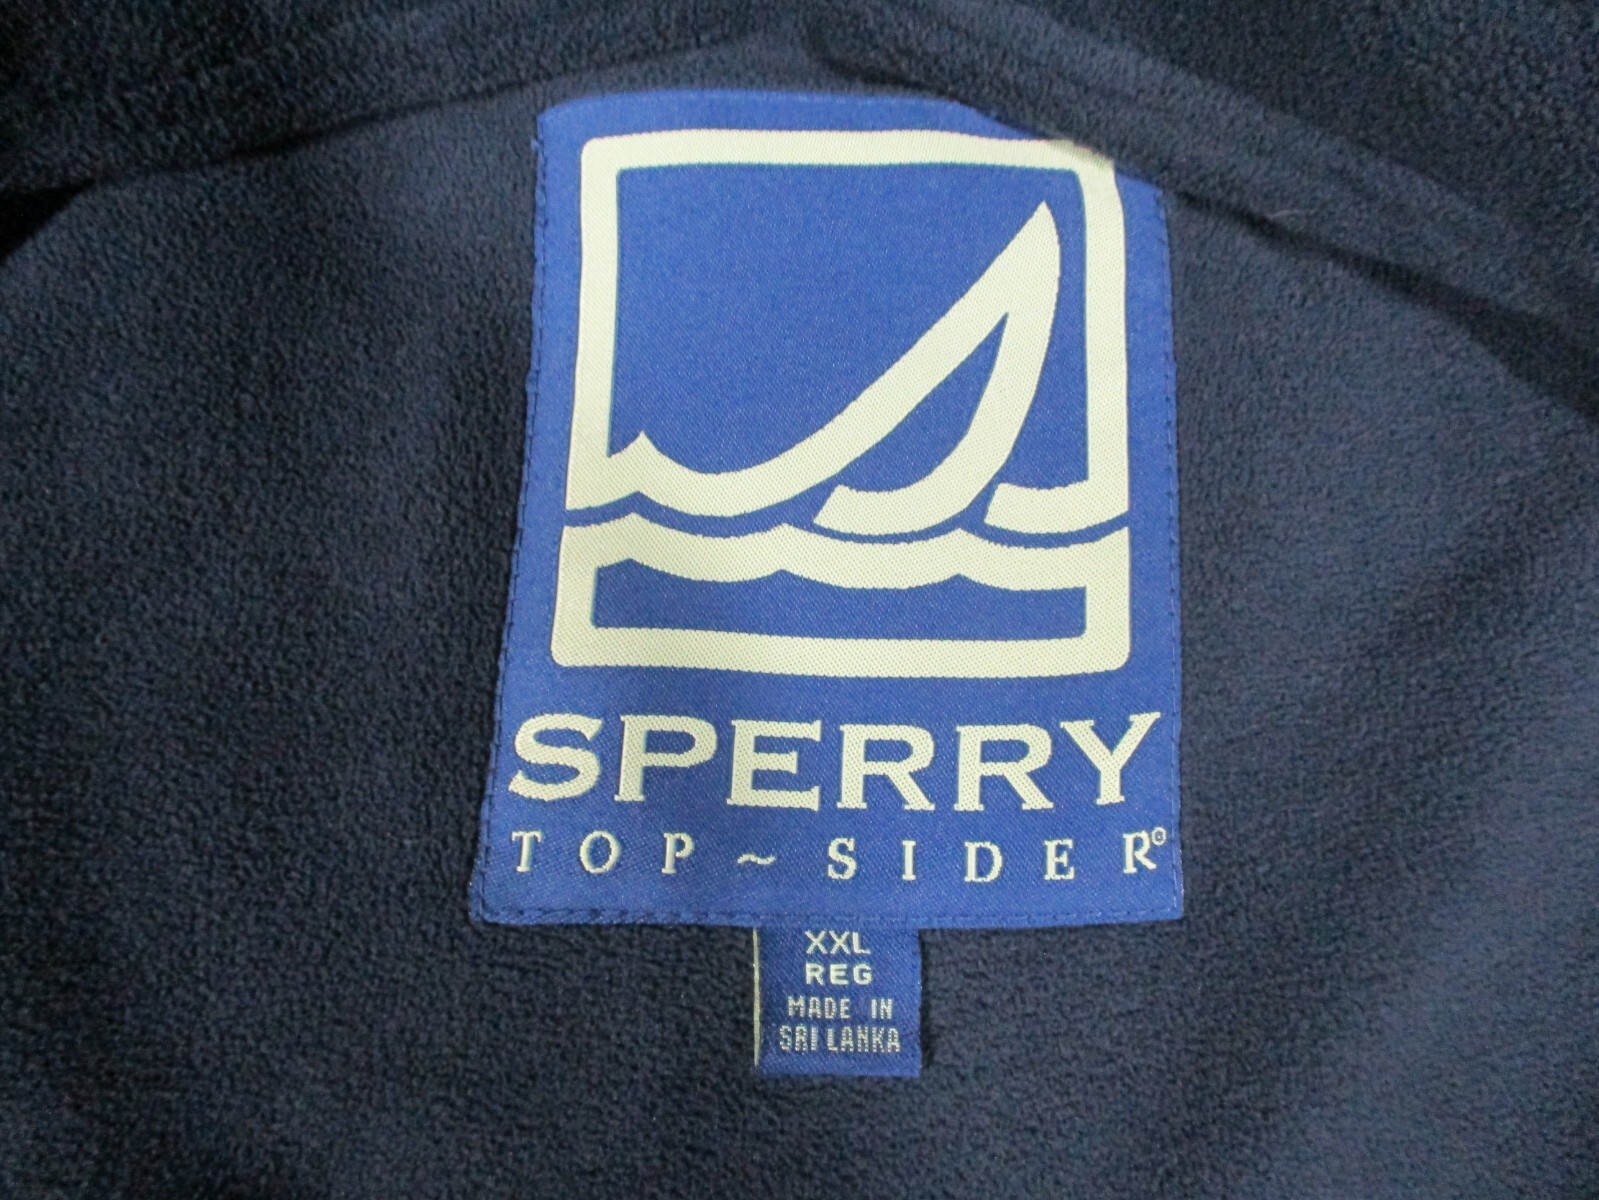 SPERRY
TOP~SIDER®
XXL
REG
MADE IN
SRI LANKA